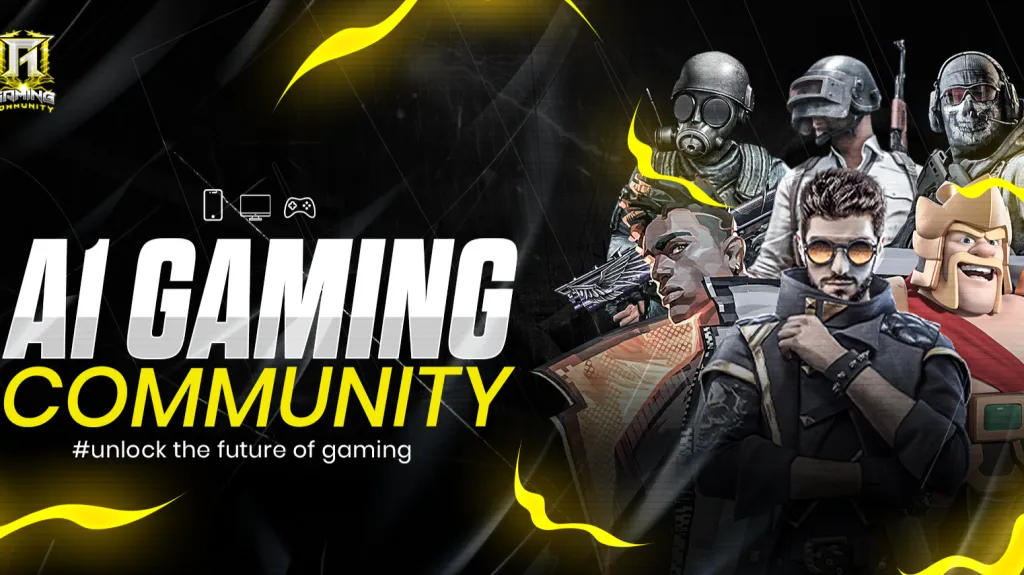 GAMING
COMMUNITY
A1 GAMING
COMMUNITY
#unlock the future of gaming